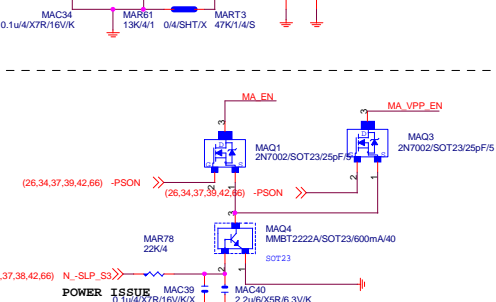 MAC34 MAR61 MART3
0.1u/4/X7R/16V/K 13K/4/1 0/4/SHT/X 47K/1/4/S
MA_EN
MA_VPP_EN
3
3
D
D
MAQ1
2N7002/SOT23/25pF/5
MAQ3
2N7002/SOT23/25pF/5
G S
G S
2 1
2 1
(26,34,37,39,42,66) -PSON
(26,34,37,39,42,66) -PSON
3
MAQ4
MMBT2222A/SOT23/600mA/40
SOT23
MAR78
22K/4
2 1
37,38,42,66) N_-SLP_S3
POWER ISSUE
MAC39 MAC40
0.1u/4/X7R/16V/K/X 2.2u/6/X5R/6.3V/K